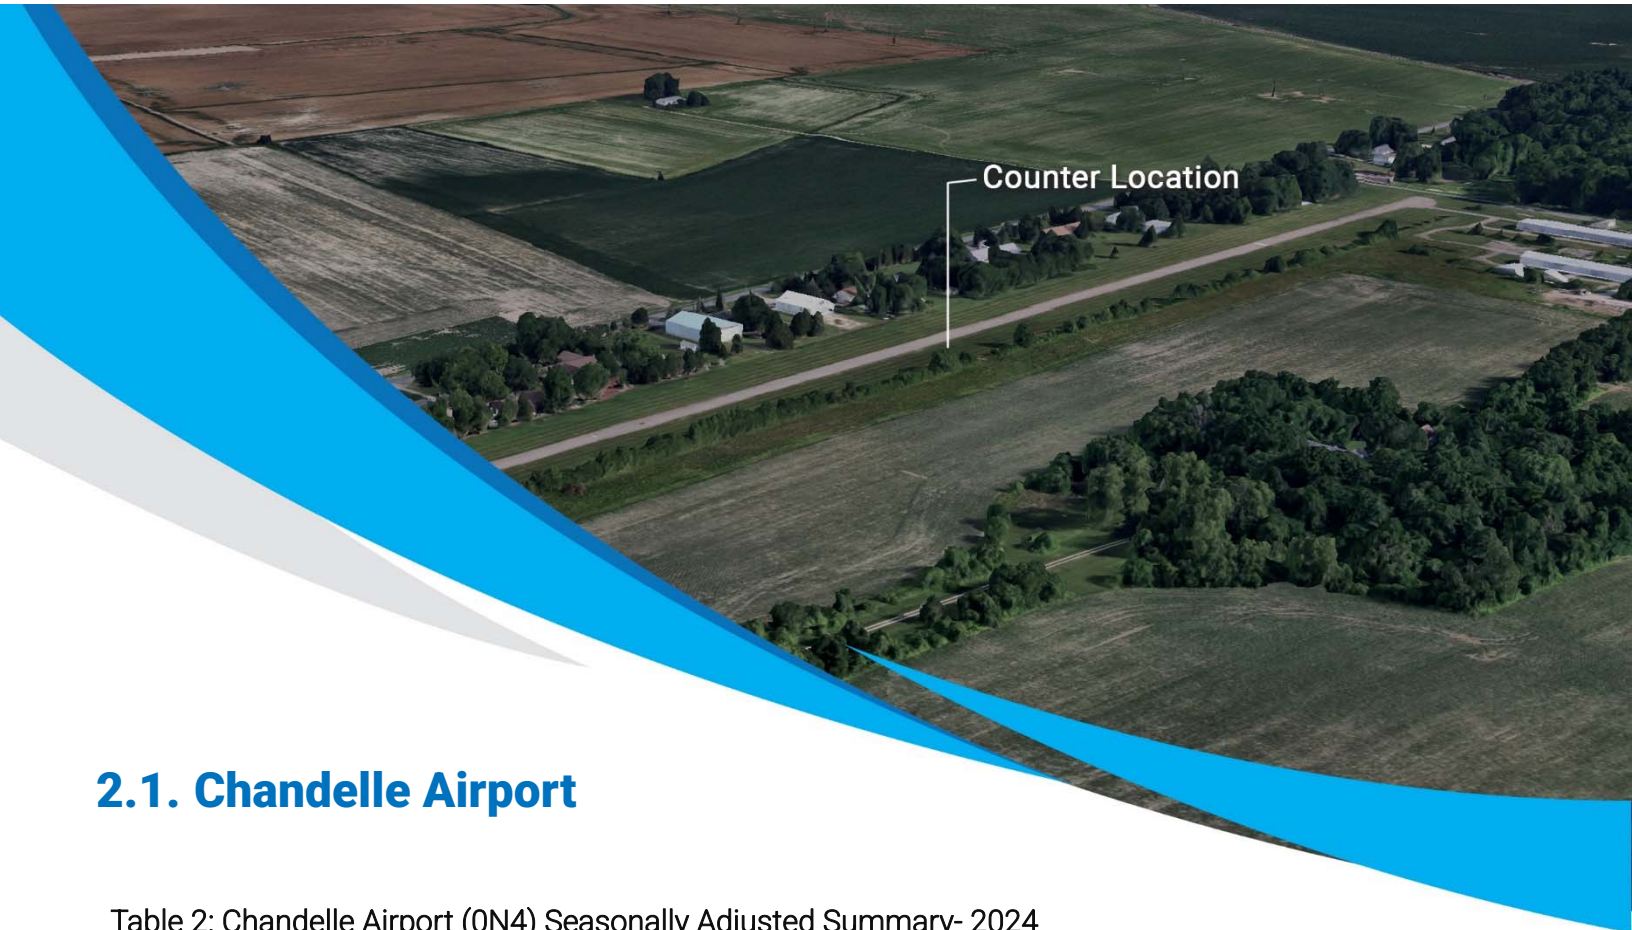 Counter Location
2.1. Chandelle Airport
Table 2: Chandelle Airport (0N4) Seasonally Adjusted Summary- 2024